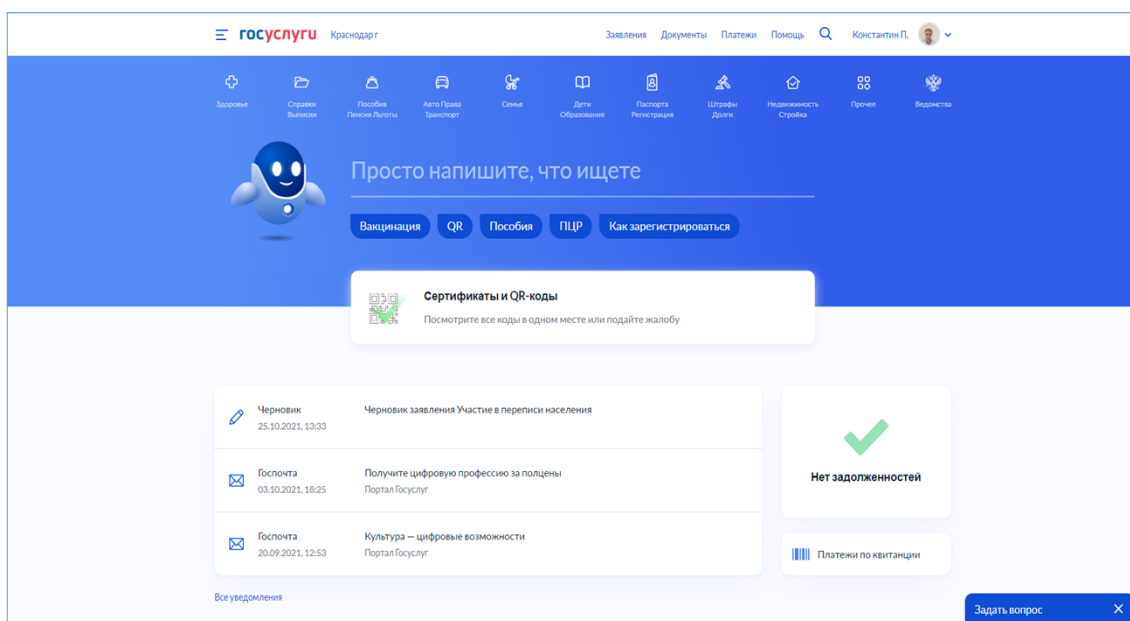 госуслуги Краснодар г Заявления Документы Платежи Помощь Константин П.
Здоровье
Справки
Выписки
Пособия
Пенсия Льготы
Авто Права
Транспорт
Семья
Дети
Образование
Паспорта
Регистрация
Штрафы
Долги
Недвижимость
Стройка
Прочее
Ведомства
Просто напишите, что ищете
Вакцинация QR Пособия ПЦР Как зарегистрироваться
Сертификаты и QR-коды
Посмотрите все коды в одном месте или подайте жалобу
Черновик
25.10.2021, 13:33
Черновик заявления Участие в переписи населения
Госпочта
03.10.2021, 18:25
Получите цифровую профессию за полцены
Портал Госуслуг
Госпочта
20.09.2021, 12:53
Культура — цифровые возможности
Портал Госуслуг
Все уведомления
Нет задолженностей
Платежи по квитанции
Задать вопрос